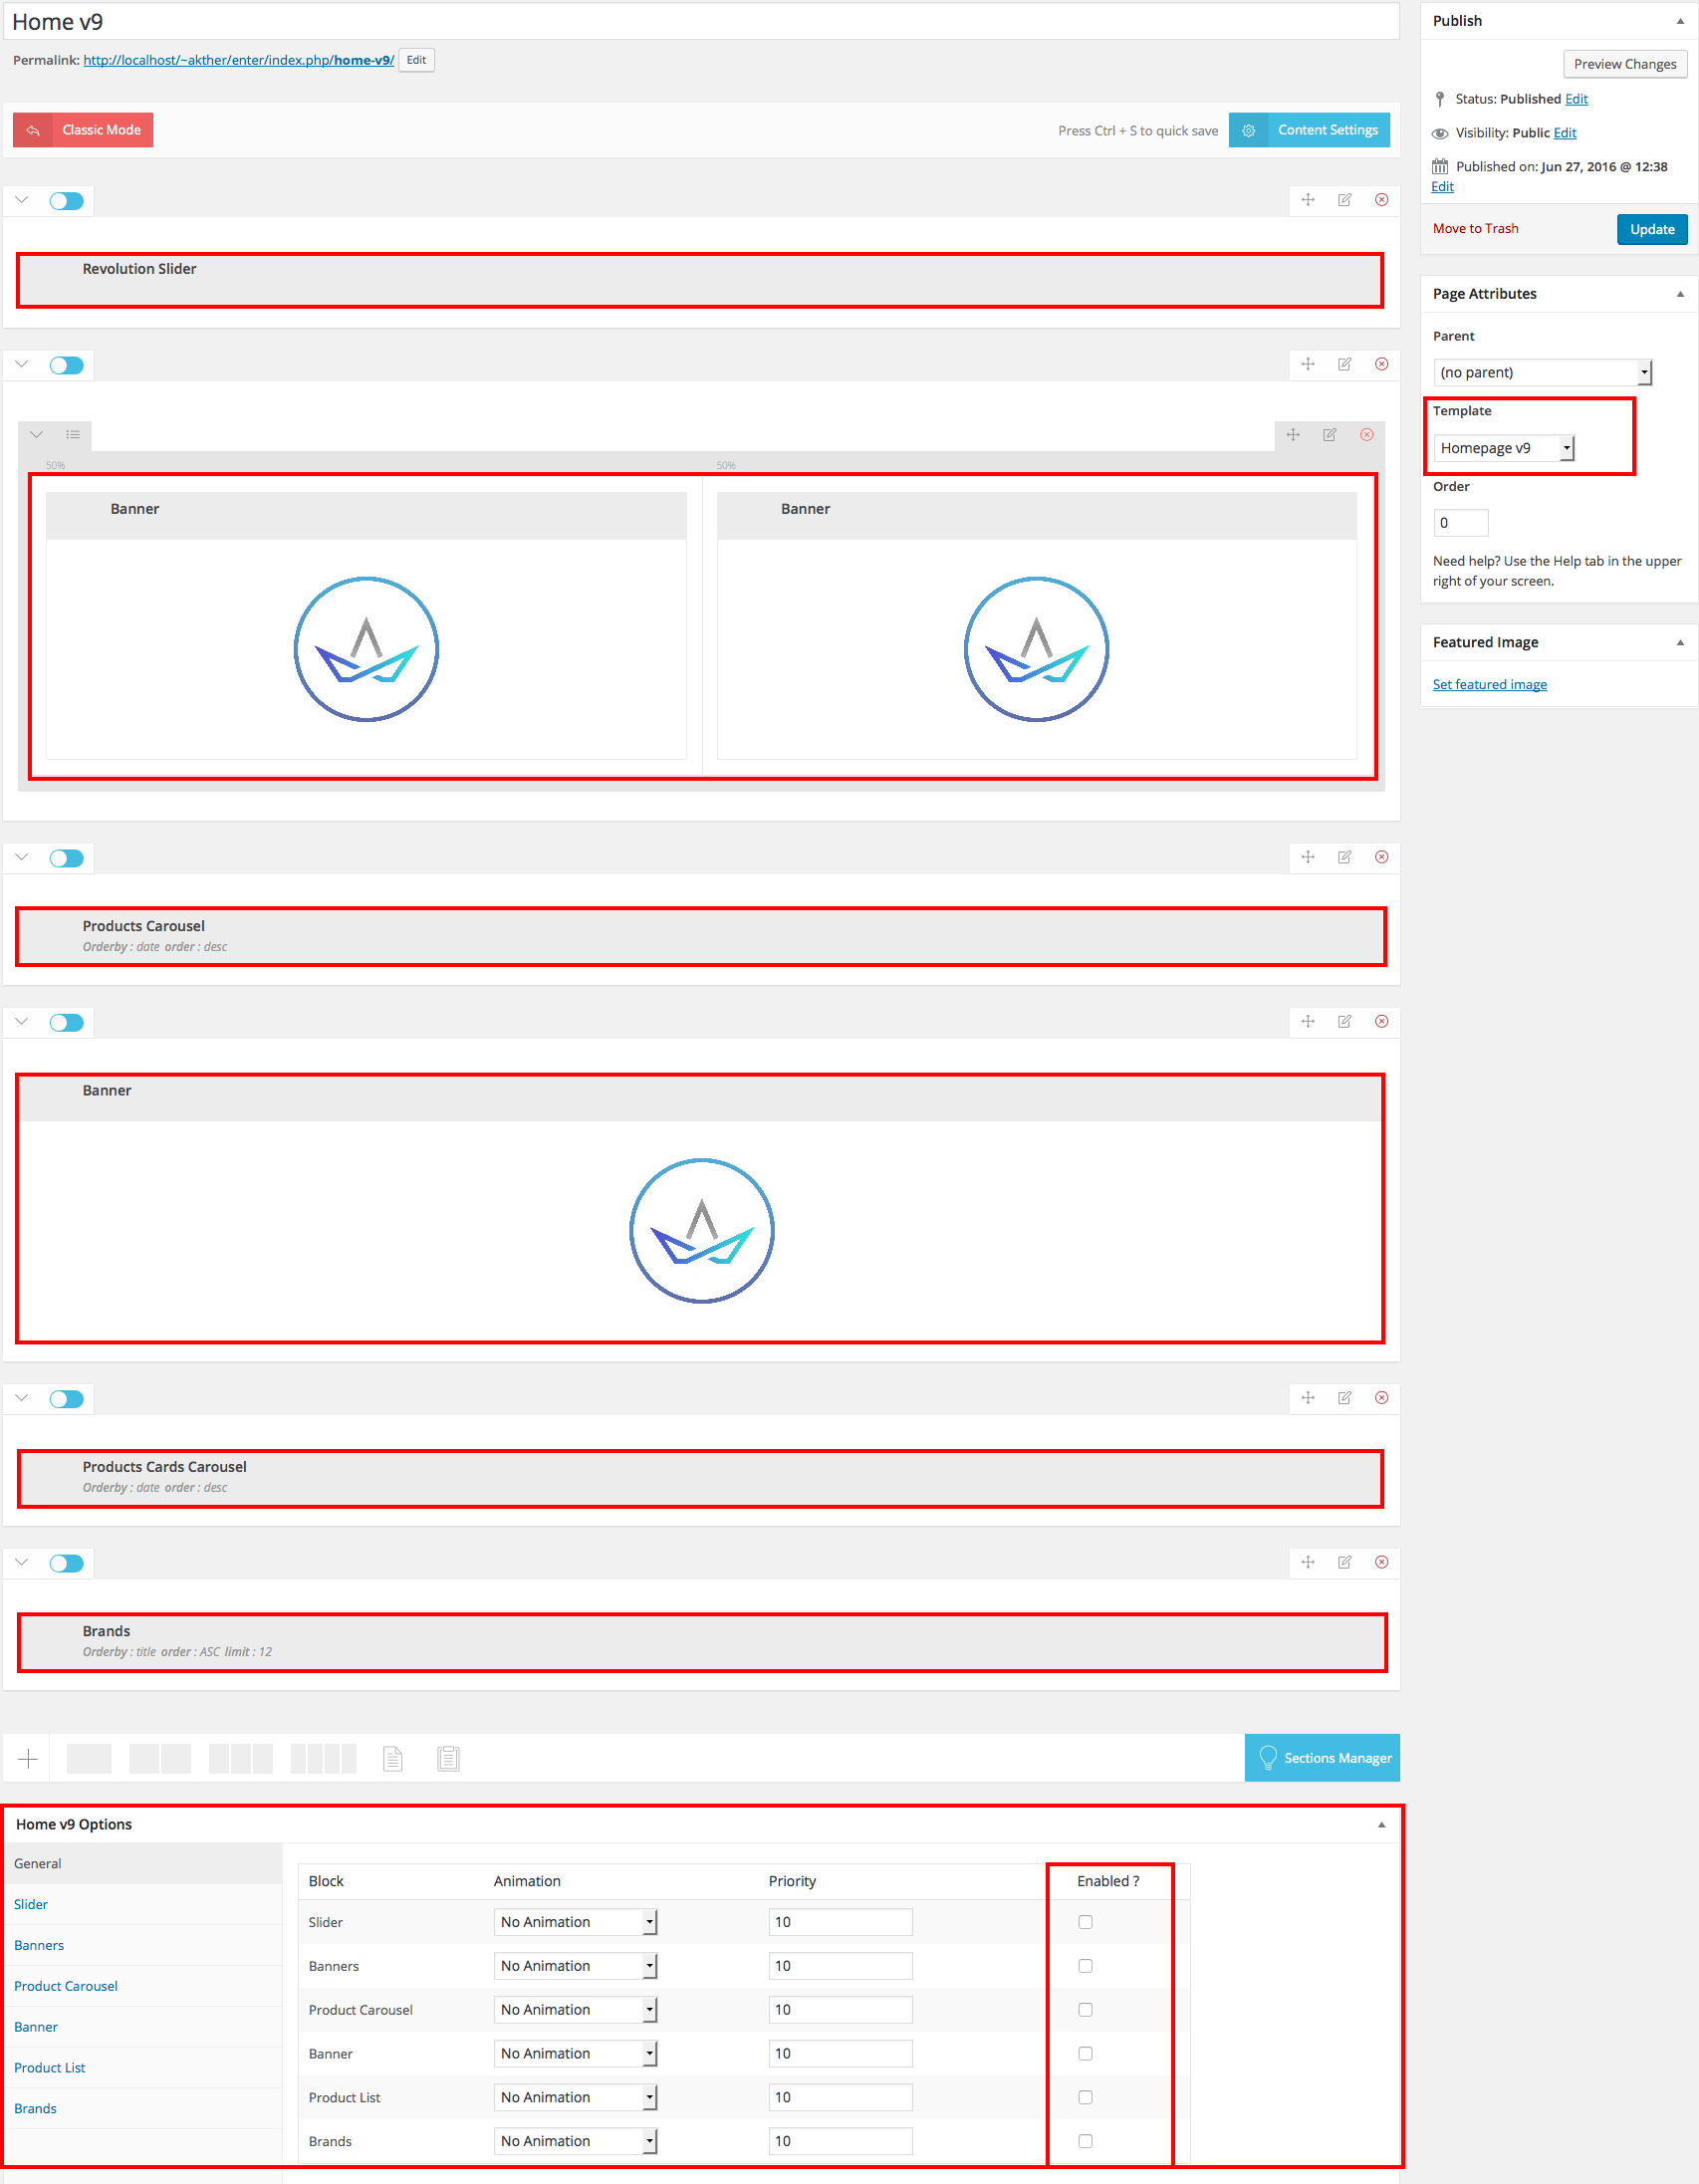 Home v9
Permalink: http://localhost/~akther/enter/index.php/home-v9/ Edit
Classic Mode
Press Ctrl + S to quick save
Content Settings
Revolution Slider
50%
50%
Banner
Banner
Products Carousel
Orderby : date order : desc
Banner
Products Cards Carousel
Orderby : date order : desc
Brands
Orderby : title order : ASC limit : 12
Sections Manager
Home v9 Options
General
Slider
Banners
Product Carousel
Banner
Product List
Brands
Block Animation Priority Enabled ?
Slider No Animation 10
Banners No Animation 10
Product Carousel No Animation 10
Banner No Animation 10
Product List No Animation 10
Brands No Animation 10
Publish
Preview Changes
Status: Published Edit
Visibility: Public Edit
Published on: Jun 27, 2016 @ 12:38
Edit
Move to Trash
Update
Page Attributes
Parent
(no parent)
Template
Homepage v9
Order
0
Need help? Use the Help tab in the upper
right of your screen.
Featured Image
Set featured image